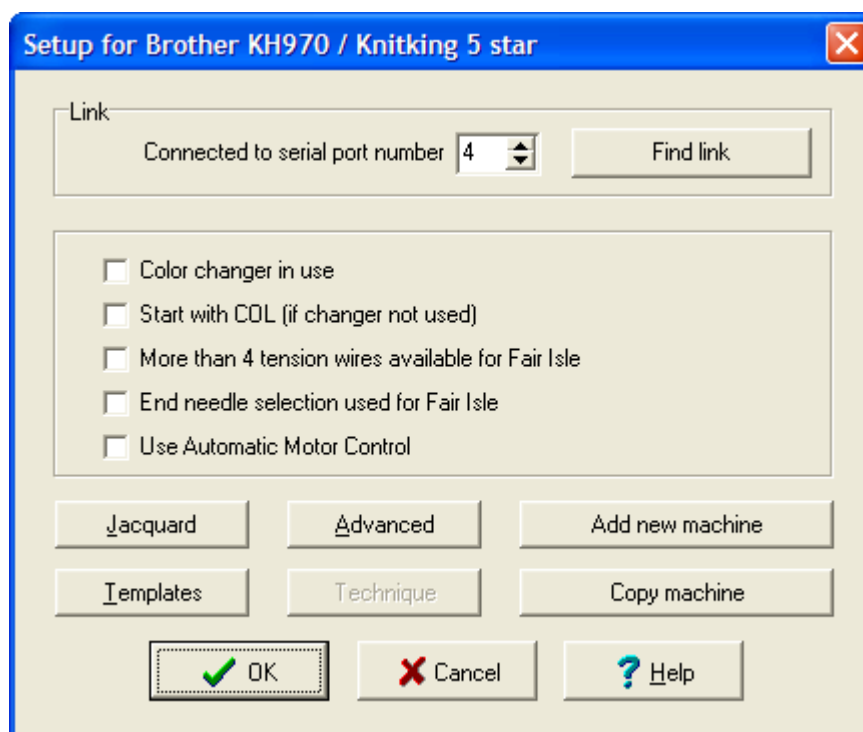 Setup for Brother KH970 / Knitking 5 star
Link
Connected to serial port number 4 Find link
Color changer in use
Start with COL (if changer not used)
More than 4 tension wires available for Fair Isle
End needle selection used for Fair Isle
Use Automatic Motor Control
Jacquard Advanced Add new machine
Templates Technique Copy machine
OK Cancel Help